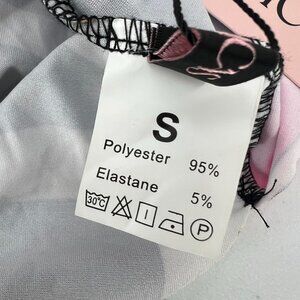 S
Polyester 95%
Elastane 5%
30°C P